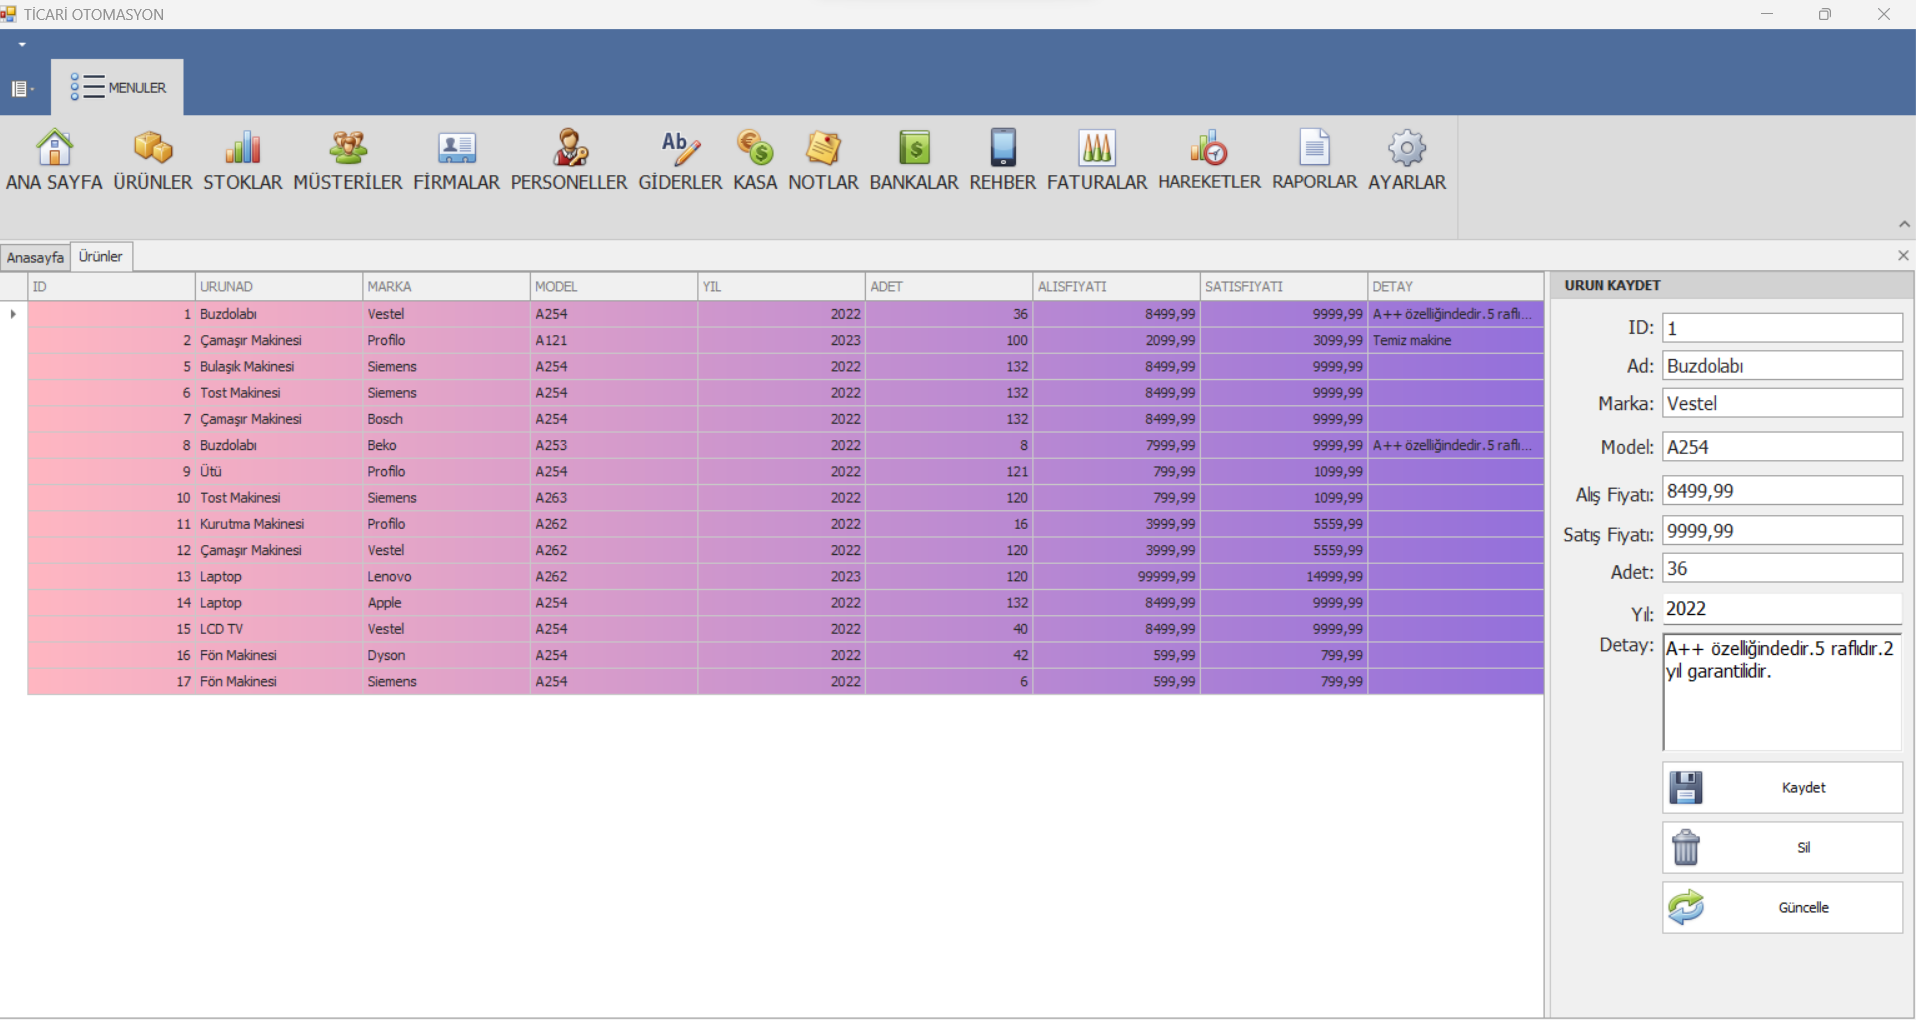 TİCARİ OTOMASYON
MENULER
ANA SAYFA ÜRÜNLER STOKLAR MÜSTERİLER FİRMALAR PERSONELLER GİDERLER KASA NOTLAR BANKALAR REHBER FATURALAR HAREKETLER RAPORLAR AYARLAR
Anasayfa Ürünler
ID URUNAD MARKA MODEL YIL ADET ALISFIYATI SATISFIYATI DETAY
1 Buzdolabı Vestel A254 2022 36 8499,99 9999,99 A++ özelliğindedir.5 raflı...
2 Çamaşır Makinesi Profilo A121 2023 100 2099,99 3099,99 Temiz makine
5 Bulaşık Makinesi Siemens A254 2022 132 8499,99 9999,99
6 Tost Makinesi Siemens A254 2022 132 8499,99 9999,99
7 Çamaşır Makinesi Bosch A254 2022 132 8499,99 9999,99
8 Buzdolabı Beko A253 2022 8 7999,99 9999,99 A++ özelliğindedir.5 raflı...
9 Ütü Profilo A254 2022 121 799,99 1099,99
10 Tost Makinesi Siemens A263 2022 120 799,99 1099,99
11 Kurutma Makinesi Profilo A262 2022 16 3999,99 5559,99
12 Çamaşır Makinesi Vestel A262 2022 120 3999,99 5559,99
13 Laptop Lenovo A262 2023 120 99999,99 14999,99
14 Laptop Apple A254 2022 132 8499,99 9999,99
15 LCD TV Vestel A254 2022 40 8499,99 9999,99
16 Fön Makinesi Dyson A254 2022 42 599,99 799,99
17 Fön Makinesi Siemens A254 2022 6 599,99 799,99
URUN KAYDET
ID: 1
Ad: Buzdolabı
Marka: Vestel
Model: A254
Alış Fiyatı: 8499,99
Satış Fiyatı: 9999,99
Adet: 36
Yıl: 2022
Detay: A++ özelliğindedir.5 raflıdır.2
yıl garantilidir.
Kaydet
Sil
Güncelle